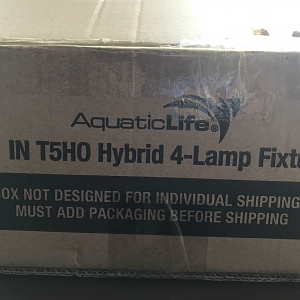 AquaticLife®
IN T5HO Hybrid 4-Lamp Fixt
OX NOT DESIGNED FOR INDIVIDUAL SHIPPING
MUST ADD PACKAGING BEFORE SHIPPING